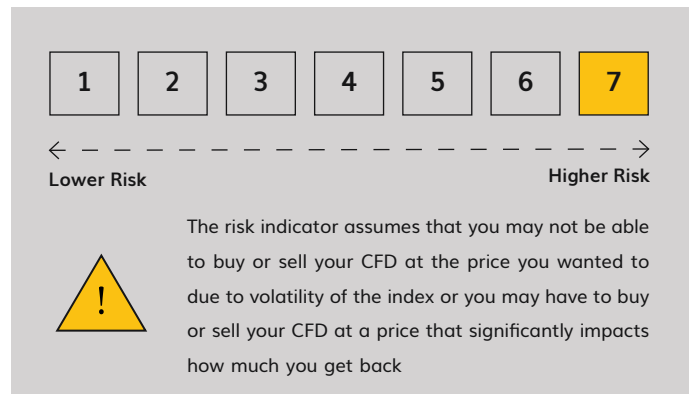 1 2 3 4 5 6 7
Lower Risk Higher Risk
The risk indicator assumes that you may not be able
to buy or sell your CFD at the price you wanted to
due to volatility of the index or you may have to buy
or sell your CFD at a price that significantly impacts
how much you get back
!